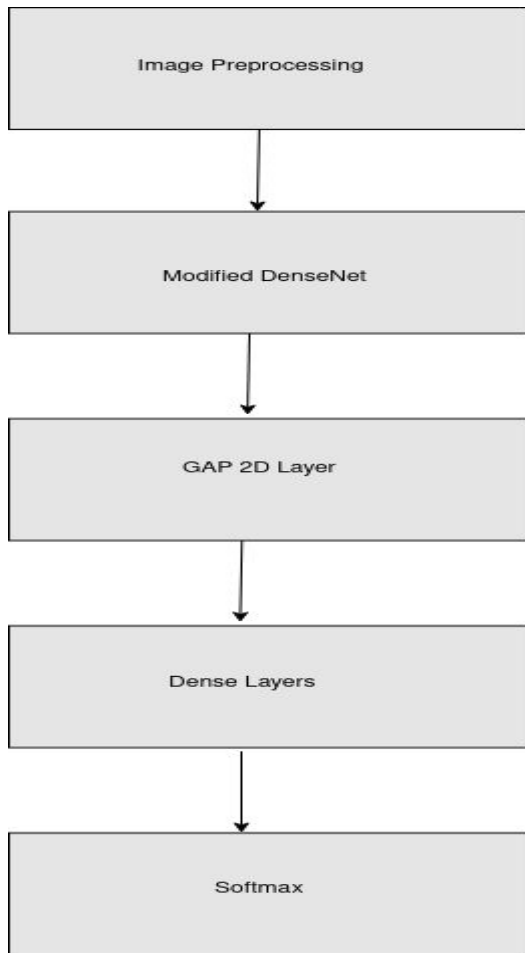 Image Preprocessing
Modified DenseNet
GAP 2D Layer
Dense Layers
Softmax